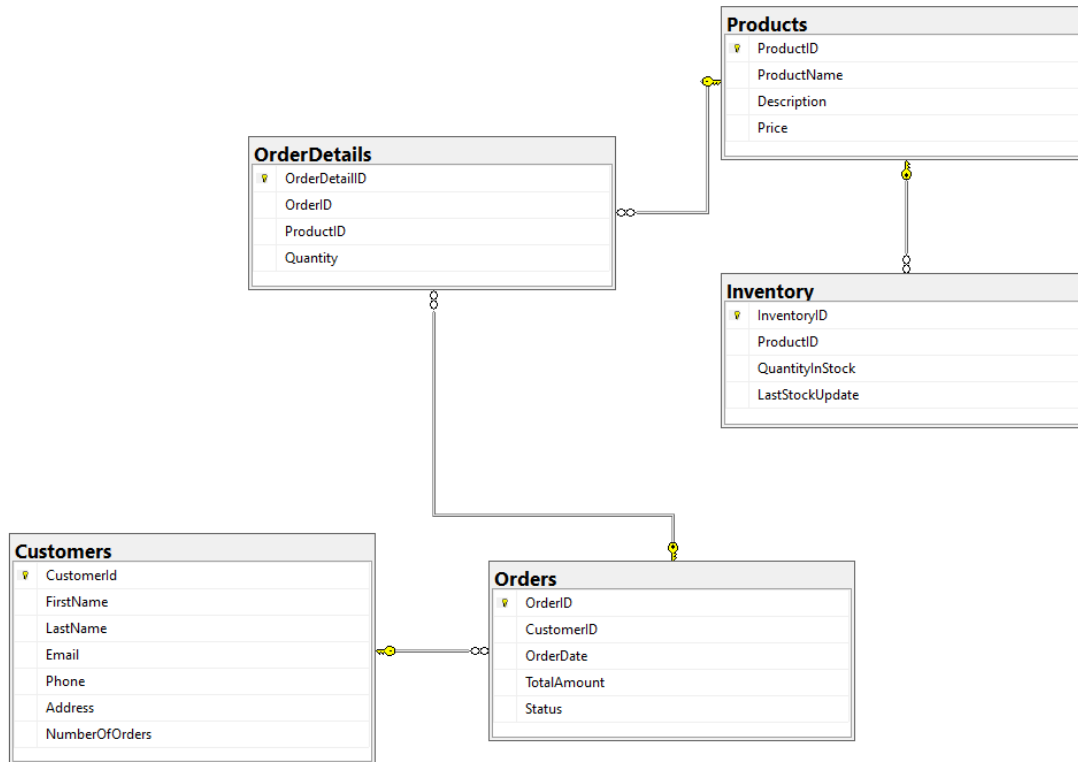 Products
ProductID
ProductName
Description
Price
OrderDetails
OrderDetailID
OrderID
ProductID
Quantity
Inventory
InventoryID
ProductID
QuantityInStock
LastStockUpdate
Customers
CustomerId
FirstName
LastName
Email
Phone
Address
NumberOfOrders
Orders
OrderID
CustomerID
OrderDate
TotalAmount
Status